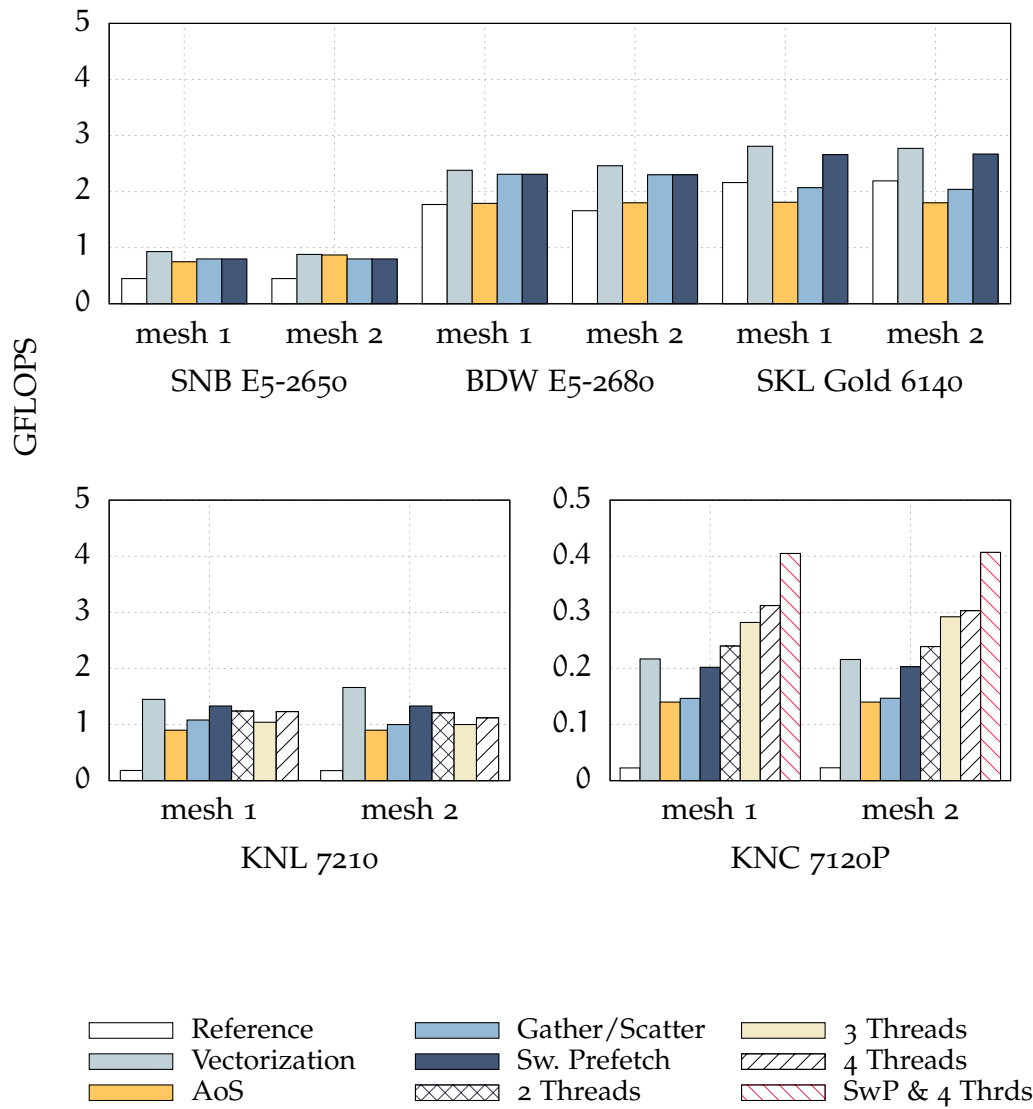 5
4
3
2
1
0
mesh 1 mesh 2 mesh 1 mesh 2 mesh 1 mesh 2
SNB E5-2650 BDW E5-2680 SKL Gold 6140
GFLOPS
5
4
3
2
1
0
mesh 1 mesh 2
KNL 7210
0.5
0.4
0.3
0.2
0.1
0
mesh 1 mesh 2
KNC 7120P
Reference
Vectorization
AoS
Gather/Scatter
Sw. Prefetch
2 Threads
3 Threads
4 Threads
SwP & 4 Thrds